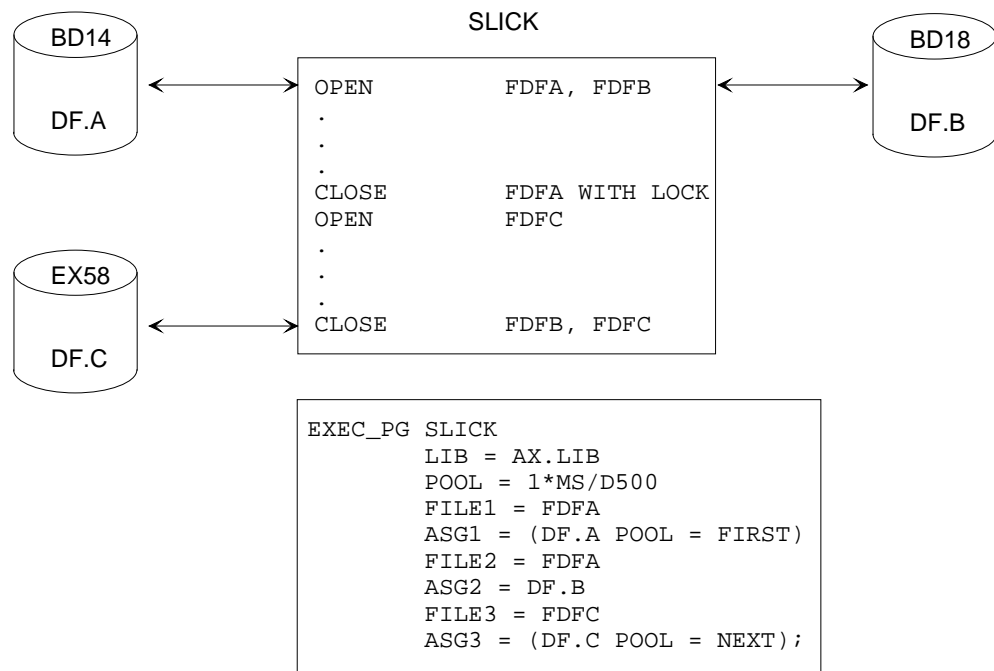 SLICK
BD14
DF.A
BD18
DF.B
OPEN FDFA, FDFB
.
.
.
CLOSE FDFA WITH LOCK
OPEN FDFC
.
.
.
CLOSE FDFB, FDFC
EX58
DF.C
EXEC_PG SLICK
LIB = AX.LIB
POOL = 1*MS/D500
FILE1 = FDFA
ASG1 = (DF.A POOL = FIRST)
FILE2 = FDFA
ASG2 = DF.B
FILE3 = FDFC
ASG3 = (DF.C POOL = NEXT);